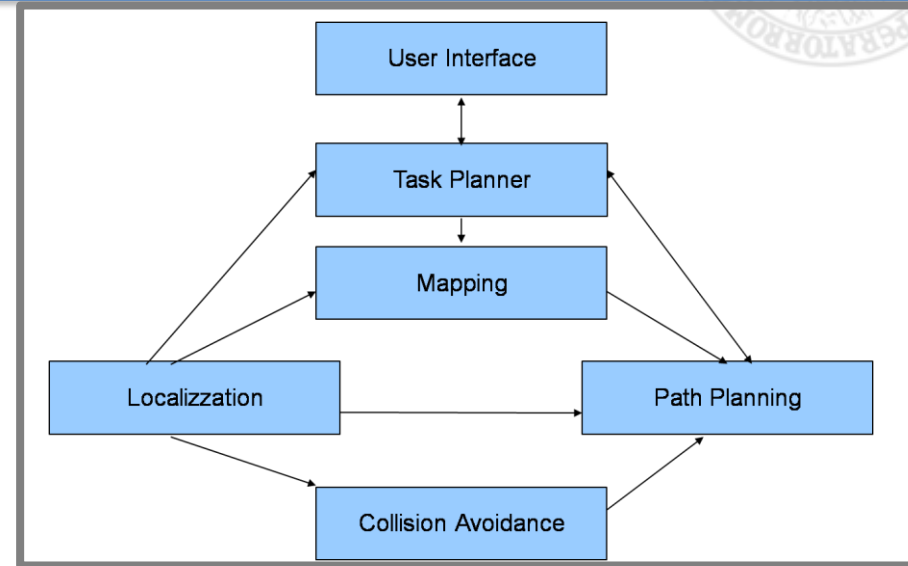 User Interface
Task Planner
Mapping
Localizzation
Path Planning
Collision Avoidance